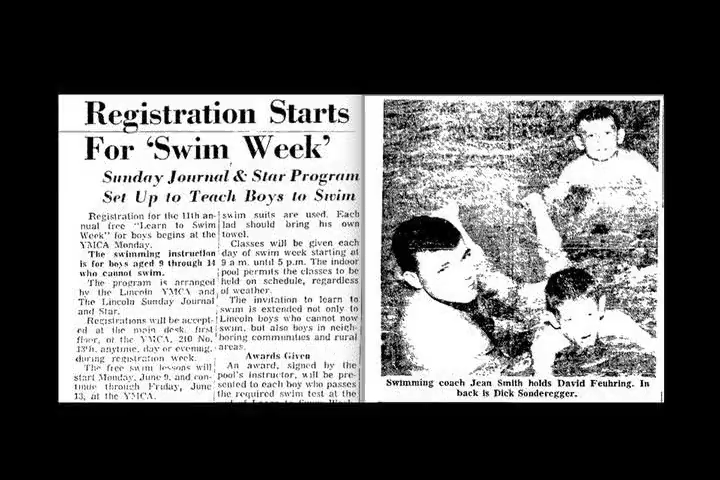 Registration Starts
For ‘Swim Week’
Sunday Journal & Star Program
Set Up to Teach Boys to Swim
Registration for the 11th an-
nual free "Learn to Swim
Week" for boys begins at the
YMCA Monday.
The swimming instruction
is for boys aged 9 through 14
who cannot swim.
The program is arranged
by the Lincoln YMCA and
The Lincoln Sunday Journal
and Star.
Registrations will be accept-
ed at the main desk, first
floor, of the YMCA, 210 No.
13th, anytime, day or evening,
during registration week.
The free swim lessons will
start Monday, June 9, and con-
tinue through Friday, June
13, at the YMCA.
swim suits are used. Each
lad should bring his own
towel.
Classes will be given each
day of swim week starting at
9 a.m. until 5 p.m. The indoor
pool permits the classes to be
held on schedule, regardless
of weather.
The invitation to learn to
swim is extended not only to
Lincoln boys who cannot now
swim, but also boys in neigh-
boring communities and rural
areas.
Awards Given
An award, signed by the
pool's instructor, will be pre-
sented to each boy who passes
the required swim test at the
Swimming coach Jean Smith holds David Feuhring. In
back is Dick Sonderegger.